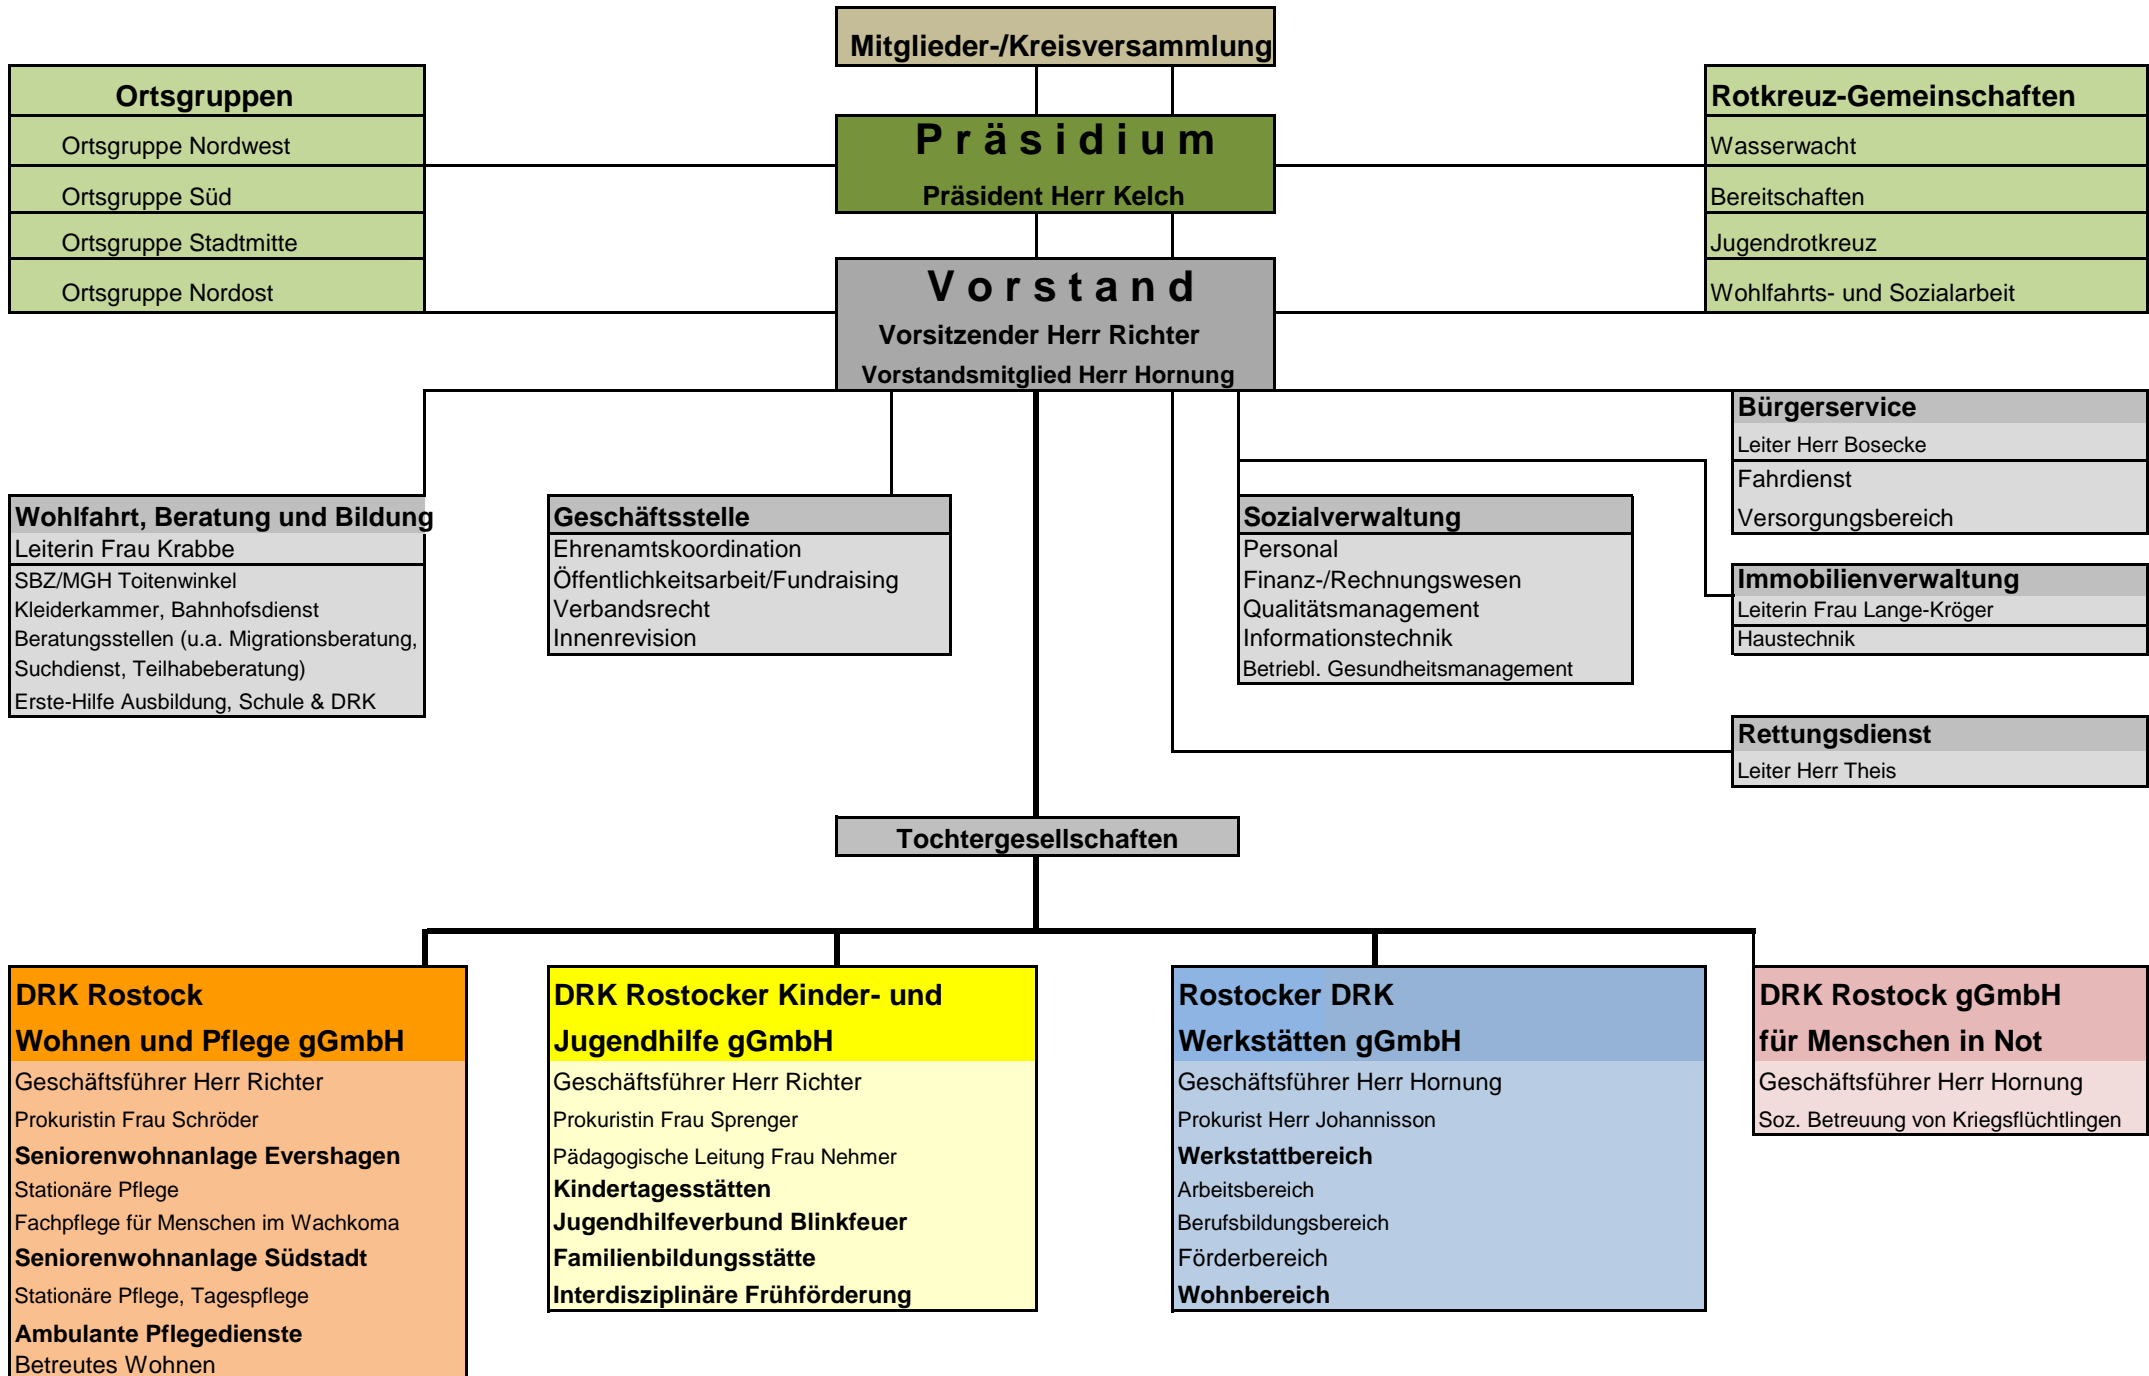 Mitglieder-/Kreisversammlung
Ortsgruppen
Ortsgruppe Nordwest
Ortsgruppe Süd
Ortsgruppe Stadtmitte
Ortsgruppe Nordost
Präsidium
Präsident Herr Kelch
Rotkreuz-Gemeinschaften
Wasserwacht
Bereitschaften
Jugendrotkreuz
Wohlfahrts- und Sozialarbeit
Vorstand
Vorsitzender Herr Richter
Vorstandsmitglied Herr Hornung
Bürgerservice
Leiter Herr Bosecke
Fahrdienst
Versorgungsbereich
Wohlfahrt, Beratung und Bildung
Leiterin Frau Krabbe
SBZ/MGH Toitenwinkel
Kleiderkammer, Bahnhofsdienst
Beratungsstellen (u.a. Migrationsberatung,
Suchdienst, Teilhabeberatung)
Erste-Hilfe Ausbildung, Schule & DRK
Geschäftsstelle
Ehrenamtskoordination
Öffentlichkeitsarbeit/Fundraising
Verbandsrecht
Innenrevision
Sozialverwaltung
Personal
Finanz-/Rechnungswesen
Qualitätsmanagement
Informationstechnik
Betriebl. Gesundheitsmanagement
Immobilienverwaltung
Leiterin Frau Lange-Kröger
Haustechnik
Rettungsdienst
Leiter Herr Theis
Tochtergesellschaften
DRK Rostock
Wohnen und Pflege gGmbH
Geschäftsführer Herr Richter
Prokuristin Frau Schröder
Seniorenwohnanlage Evershagen
Stationäre Pflege
Fachpflege für Menschen im Wachkoma
Seniorenwohnanlage Südstadt
Stationäre Pflege, Tagespflege
Ambulante Pflegedienste
Betreutes Wohnen
DRK Rostocker Kinder- und
Jugendhilfe gGmbH
Geschäftsführer Herr Richter
Prokuristin Frau Sprenger
Pädagogische Leitung Frau Nehmer
Kindertagesstätten
Jugendhilfeverbund Blinkfeuer
Familienbildungsstätte
Interdisziplinäre Frühförderung
Rostocker DRK
Werkstätten gGmbH
Geschäftsführer Herr Hornung
Prokurist Herr Johannisson
Werkstattbereich
Arbeitsbereich
Berufsbildungsbereich
Förderbereich
Wohnbereich
DRK Rostock gGmbH
für Menschen in Not
Geschäftsführer Herr Hornung
Soz. Betreuung von Kriegsflüchtlingen